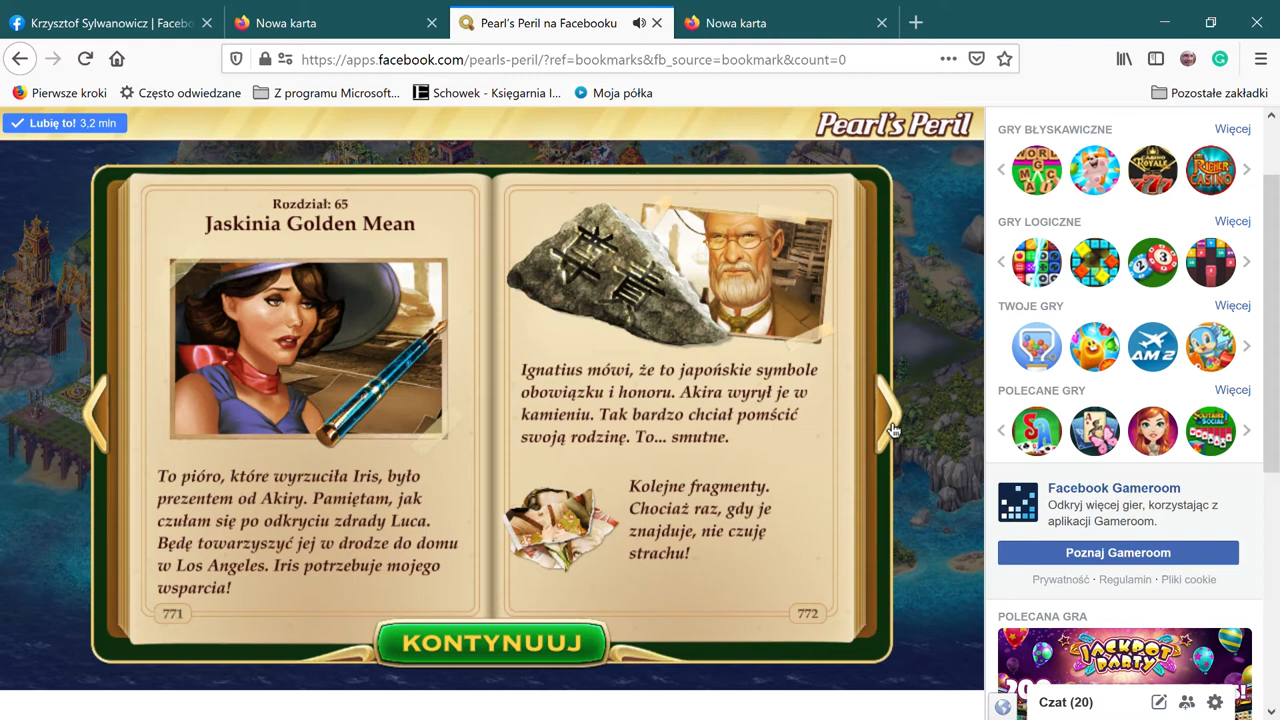 Krzysztof Sylwanowicz | Facebo
Nowa karta
Pearl's Peril na Facebooku
Nowa karta
https://apps.facebook.com/pearls-peril/?ref=bookmarks&fb_source=bookmark&count=0
Pierwsze kroki
Często odwiedzane
Z programu Microsoft...
Schowek - Księgarnia I...
Moja półka
Pozostałe zakładki
Lubię to! 3,2 mln
Pearl's Peril
Rozdział: 65
Jaskinia Golden Mean
To pióro, które wyrzuciła Iris, było
prezentem od Akiry. Pamiętam, jak
czułam się po odkryciu zdrady Luca.
Będę towarzyszyć jej w drodze do domu
w Los Angeles. Iris potrzebuje mojego
wsparcia!
771
Ignatius mówi, że to japońskie symbole
obowiązku i honoru. Akira wyrył je w
kamieniu. Tak bardzo chciał pomścić
swoją rodzinę. To... smutne.
Kolejne fragmenty.
Chociaż raz, gdy je
znajduję, nie czuję
strachu!
772
KONTYNUUJ
GRY BŁYSKAWICZNE
Więcej
GRY LOGICZNE
Więcej
TWOJE GRY
Więcej
AM 2
POLECANE GRY
Więcej
Facebook Gameroom
Odkryj więcej gier, korzystając z
aplikacji Gameroom.
Poznaj Gameroom
Prywatność · Regulamin · Pliki cookie
POLECANA GRA
JACKPOT
PARTY
Czat (20)